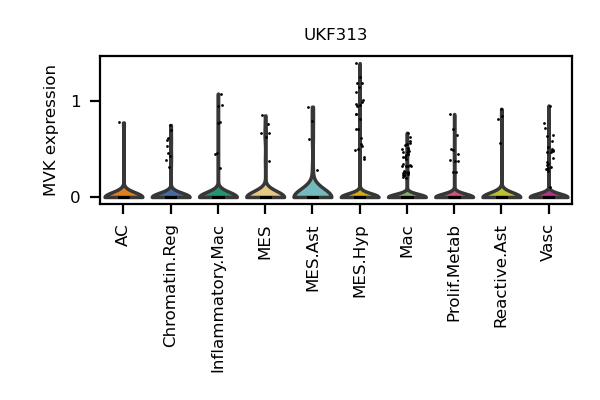 UKF313
MVK expression
1
0
AC
Chromatin.Reg
Inflammatory.Mac
MES
MES.Ast
MES.Hyp
Mac
Prolif.Metab
Reactive.Ast
Vasc